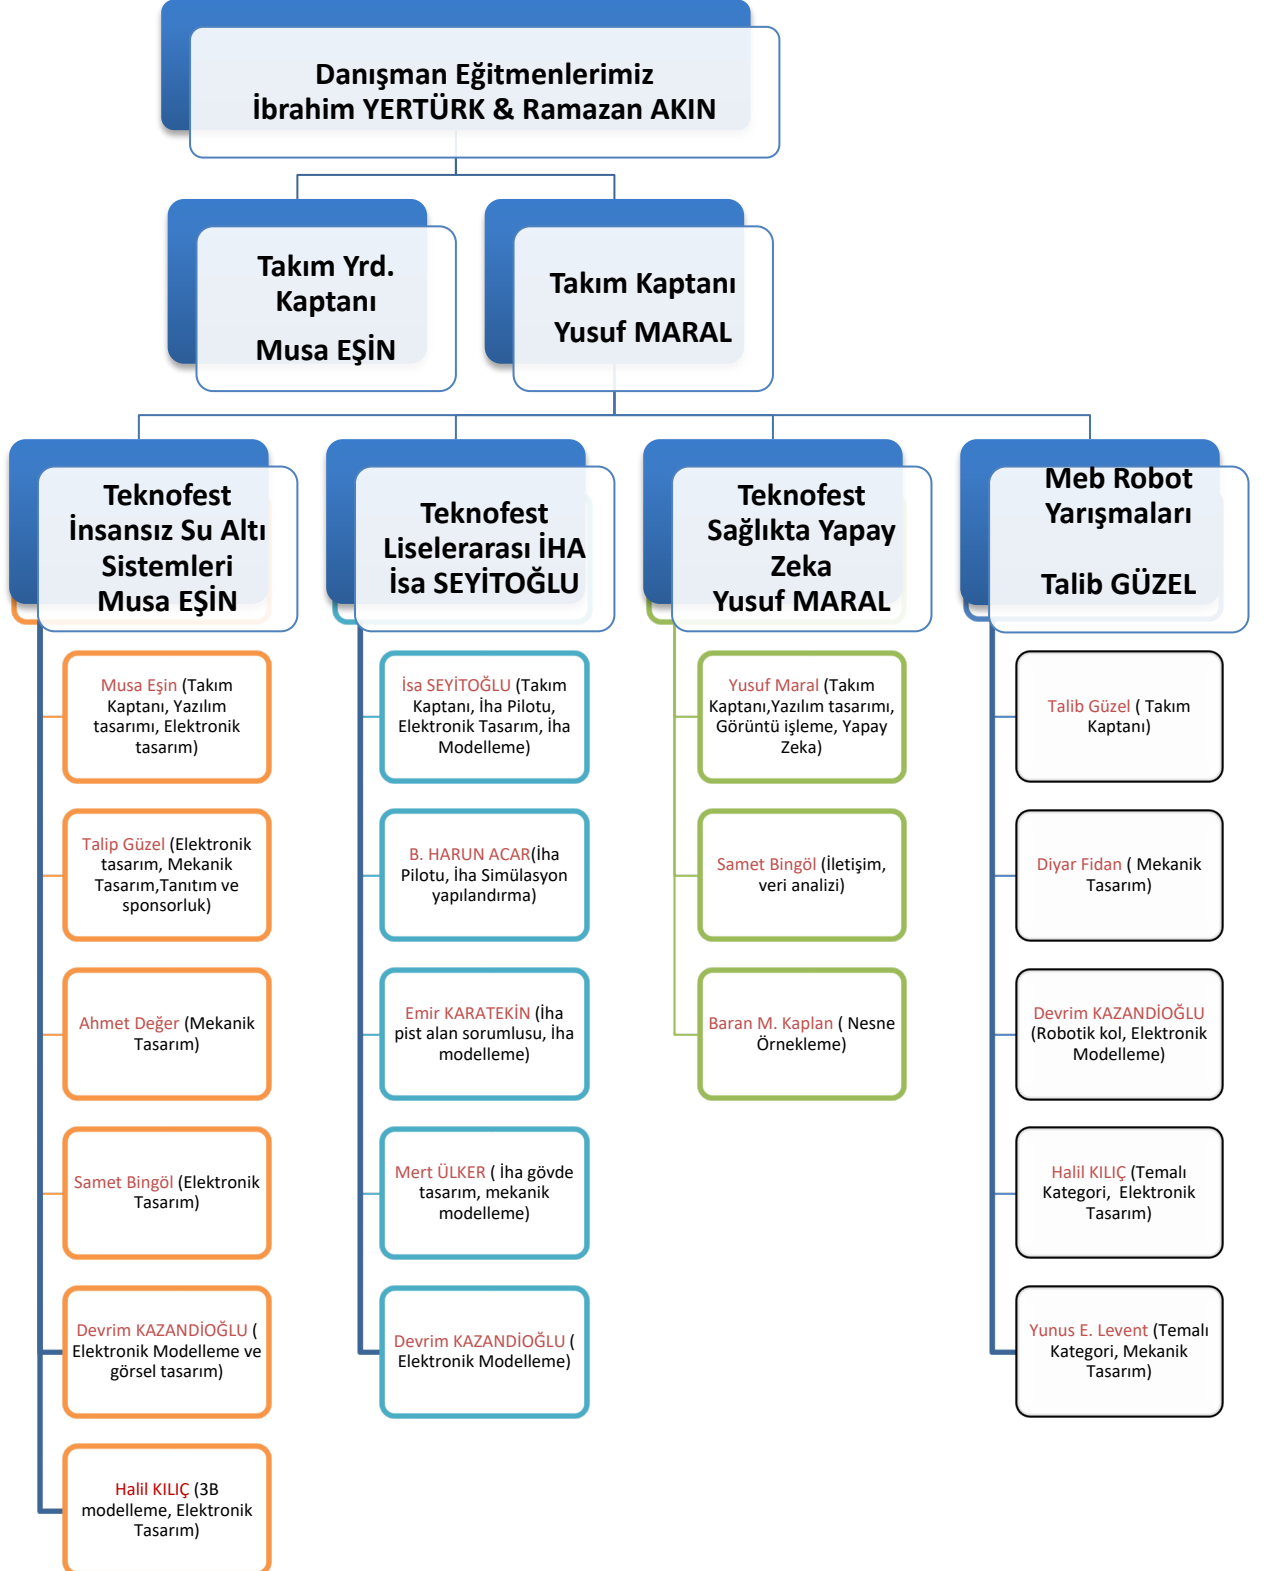 Danışman Eğitmenlerimiz
İbrahim YERTÜRK & Ramazan AKIN
Takım Yrd.
Kaptanı
Musa EŞİN
Takım Kaptanı
Yusuf MARAL
Teknofest
İnsansız Su Altı
Sistemleri
Musa EŞİN
Musa Eşin (Takım
Kaptanı, Yazılım
tasarımı, Elektronik
tasarım)
Talip Güzel (Elektronik
tasarım, Mekanik
Tasarım,Tanıtım ve
sponsorluk)
Ahmet Değer (Mekanik
Tasarım)
Samet Bingöl (Elektronik
Tasarım)
Devrim KAZANDİOĞLU (
Elektronik Modelleme ve
görsel tasarım)
Halil KILIÇ (3B
modelleme, Elektronik
Tasarım)
Teknofest
Liselerarası İHA
İsa SEYİTOĞLU
İsa SEYİTOĞLU (Takım
Kaptanı, İha Pilotu,
Elektronik Tasarım, İha
Modelleme)
B. HARUN ACAR(İha
Pilotu, İha Simülasyon
yapılandırma)
Emir KARATEKİN (İha
pist alan sorumlusu, İha
modelleme)
Mert ÜLKER ( İha gövde
tasarım, mekanik
modelleme)
Devrim KAZANDİOĞLU (
Elektronik Modelleme)
Teknofest
Sağlıkta Yapay
Zeka
Yusuf MARAL
Yusuf Maral (Takım
Kaptanı,Yazılım tasarımı,
Görüntü işleme, Yapay
Zeka)
Samet Bingöl (İletişim,
veri analizi)
Baran M. Kaplan ( Nesne
Örnekleme)
Meb Robot
Yarışmaları
Talib GÜZEL
Talib Güzel ( Takım
Kaptanı)
Diyar Fidan ( Mekanik
Tasarım)
Devrim KAZANDİOĞLU
(Robotik kol, Elektronik
Modelleme)
Halil KILIÇ (Temalı
Kategori,  Elektronik
Tasarım)
Yunus E. Levent (Temalı
Kategori, Mekanik
Tasarım)